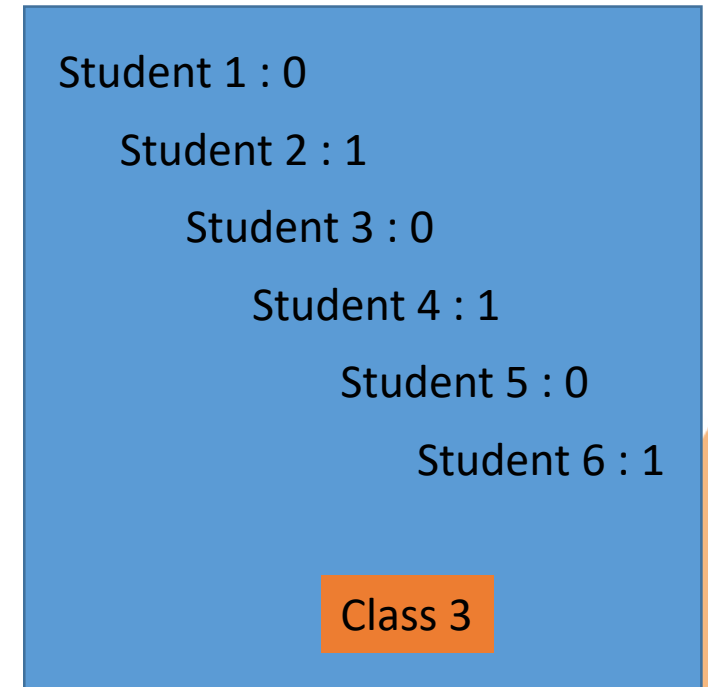 Student 1 : 0
Student 2 : 1
Student 3 : 0
Student 4 : 1
Student 5 : 0
Student 6 : 1
Class 3